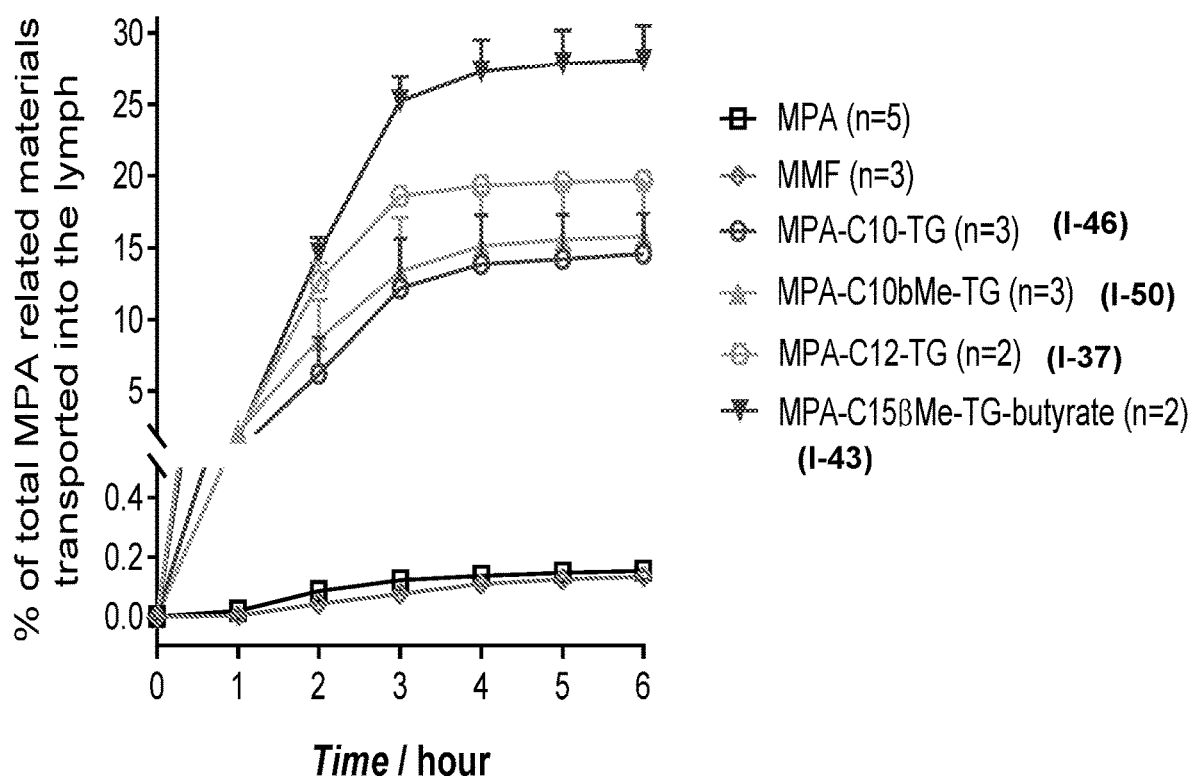 % of total MPA related materials
transported into the lymph
30
25
20
15
10
5
0.4
0.2
0.0
0 1 2 3 4 5 6
Time / hour
MPA (n=5)
MMF (n=3)
MPA-C10-TG (n=3) (I-46)
MPA-C10bMe-TG (n=3) (I-50)
MPA-C12-TG (n=2) (I-37)
MPA-C15βMe-TG-butyrate (n=2)
(I-43)